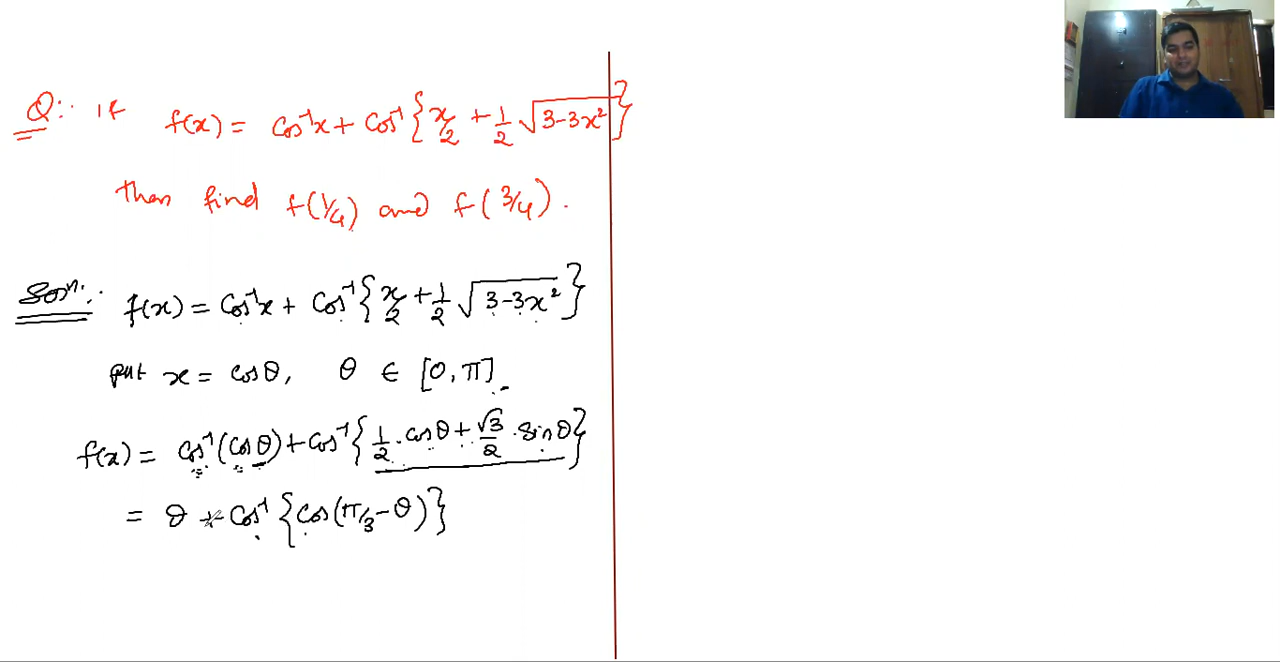 Q:. If f(x) = Cos⁻¹x + Cos⁻¹{x/2 + 1/2 √(3-3x²)}
then find f(1/4) and f(3/4).
Soln:. f(x) = Cos⁻¹x + Cos⁻¹{x/2 + 1/2 √(3-3x²)}
put x = cosθ, θ ∈ [0, π]
f(x) = Cos⁻¹(cosθ) + Cos⁻¹{1/2 · cosθ + √3/2 · sinθ}
= θ + Cos⁻¹{Cos(π/3 - θ)}